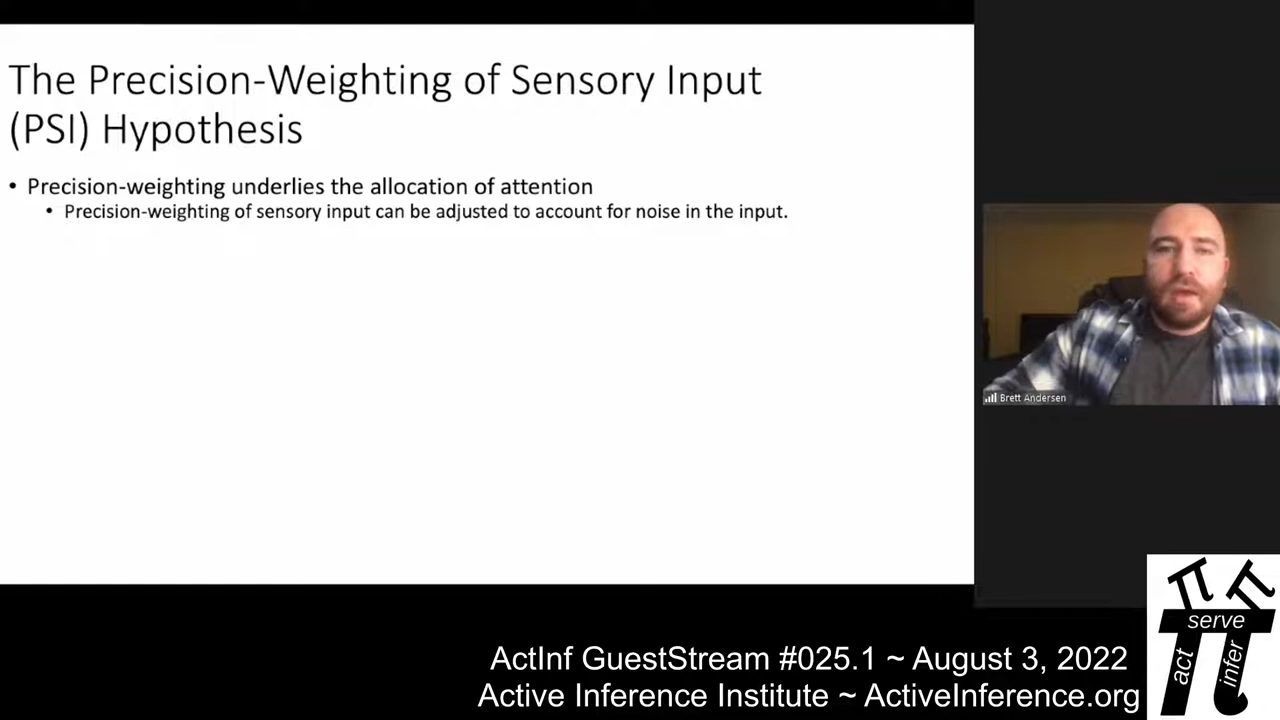 The Precision-Weighting of Sensory Input
(PSI) Hypothesis
• Precision-weighting underlies the allocation of attention
• Precision-weighting of sensory input can be adjusted to account for noise in the input.
Brett Andersen
ActInf GuestStream #025.1 ~ August 3, 2022
Active Inference Institute ~ ActiveInference.org
π π
serve
act
infer
π